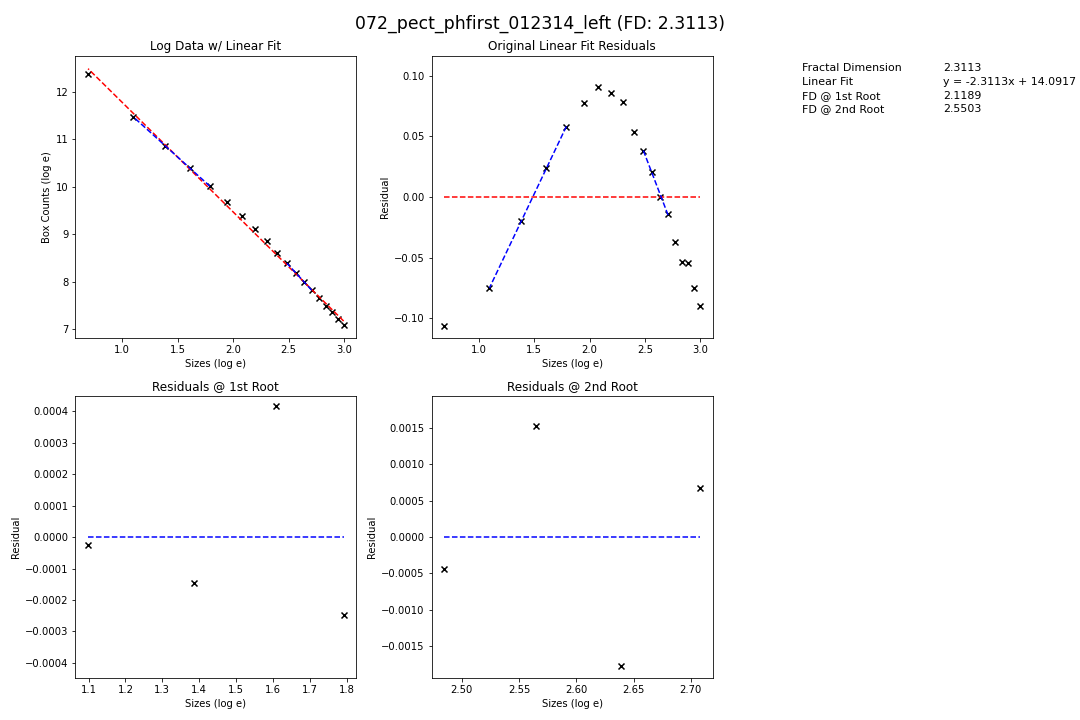 072_pect_phfirst_012314_left (FD: 2.3113)
Log Data w/ Linear Fit
Box Counts (log e)
12
11
10
9
8
7
1.0 1.5 2.0 2.5 3.0
Sizes (log e)
Original Linear Fit Residuals
Residual
0.10
0.05
0.00
−0.05
−0.10
1.0 1.5 2.0 2.5 3.0
Sizes (log e)
Fractal Dimension 2.3113
Linear Fit y = -2.3113x + 14.0917
FD @ 1st Root 2.1189
FD @ 2nd Root 2.5503
Residuals @ 1st Root
Residual
0.0004
0.0003
0.0002
0.0001
0.0000
−0.0001
−0.0002
−0.0003
−0.0004
1.1 1.2 1.3 1.4 1.5 1.6 1.7 1.8
Sizes (log e)
Residuals @ 2nd Root
Residual
0.0015
0.0010
0.0005
0.0000
−0.0005
−0.0010
−0.0015
2.50 2.55 2.60 2.65 2.70
Sizes (log e)